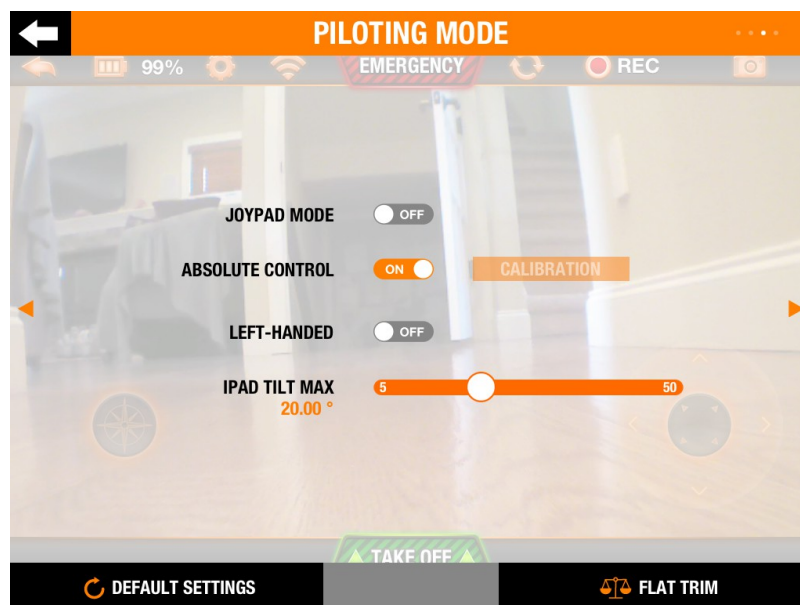 PILOTING MODE
99%
EMERGENCY
REC
JOYPAD MODE
OFF
ABSOLUTE CONTROL
ON
CALIBRATION
LEFT-HANDED
OFF
IPAD TILT MAX
5
50
20.00 °
TAKE OFF
DEFAULT SETTINGS
FLAT TRIM